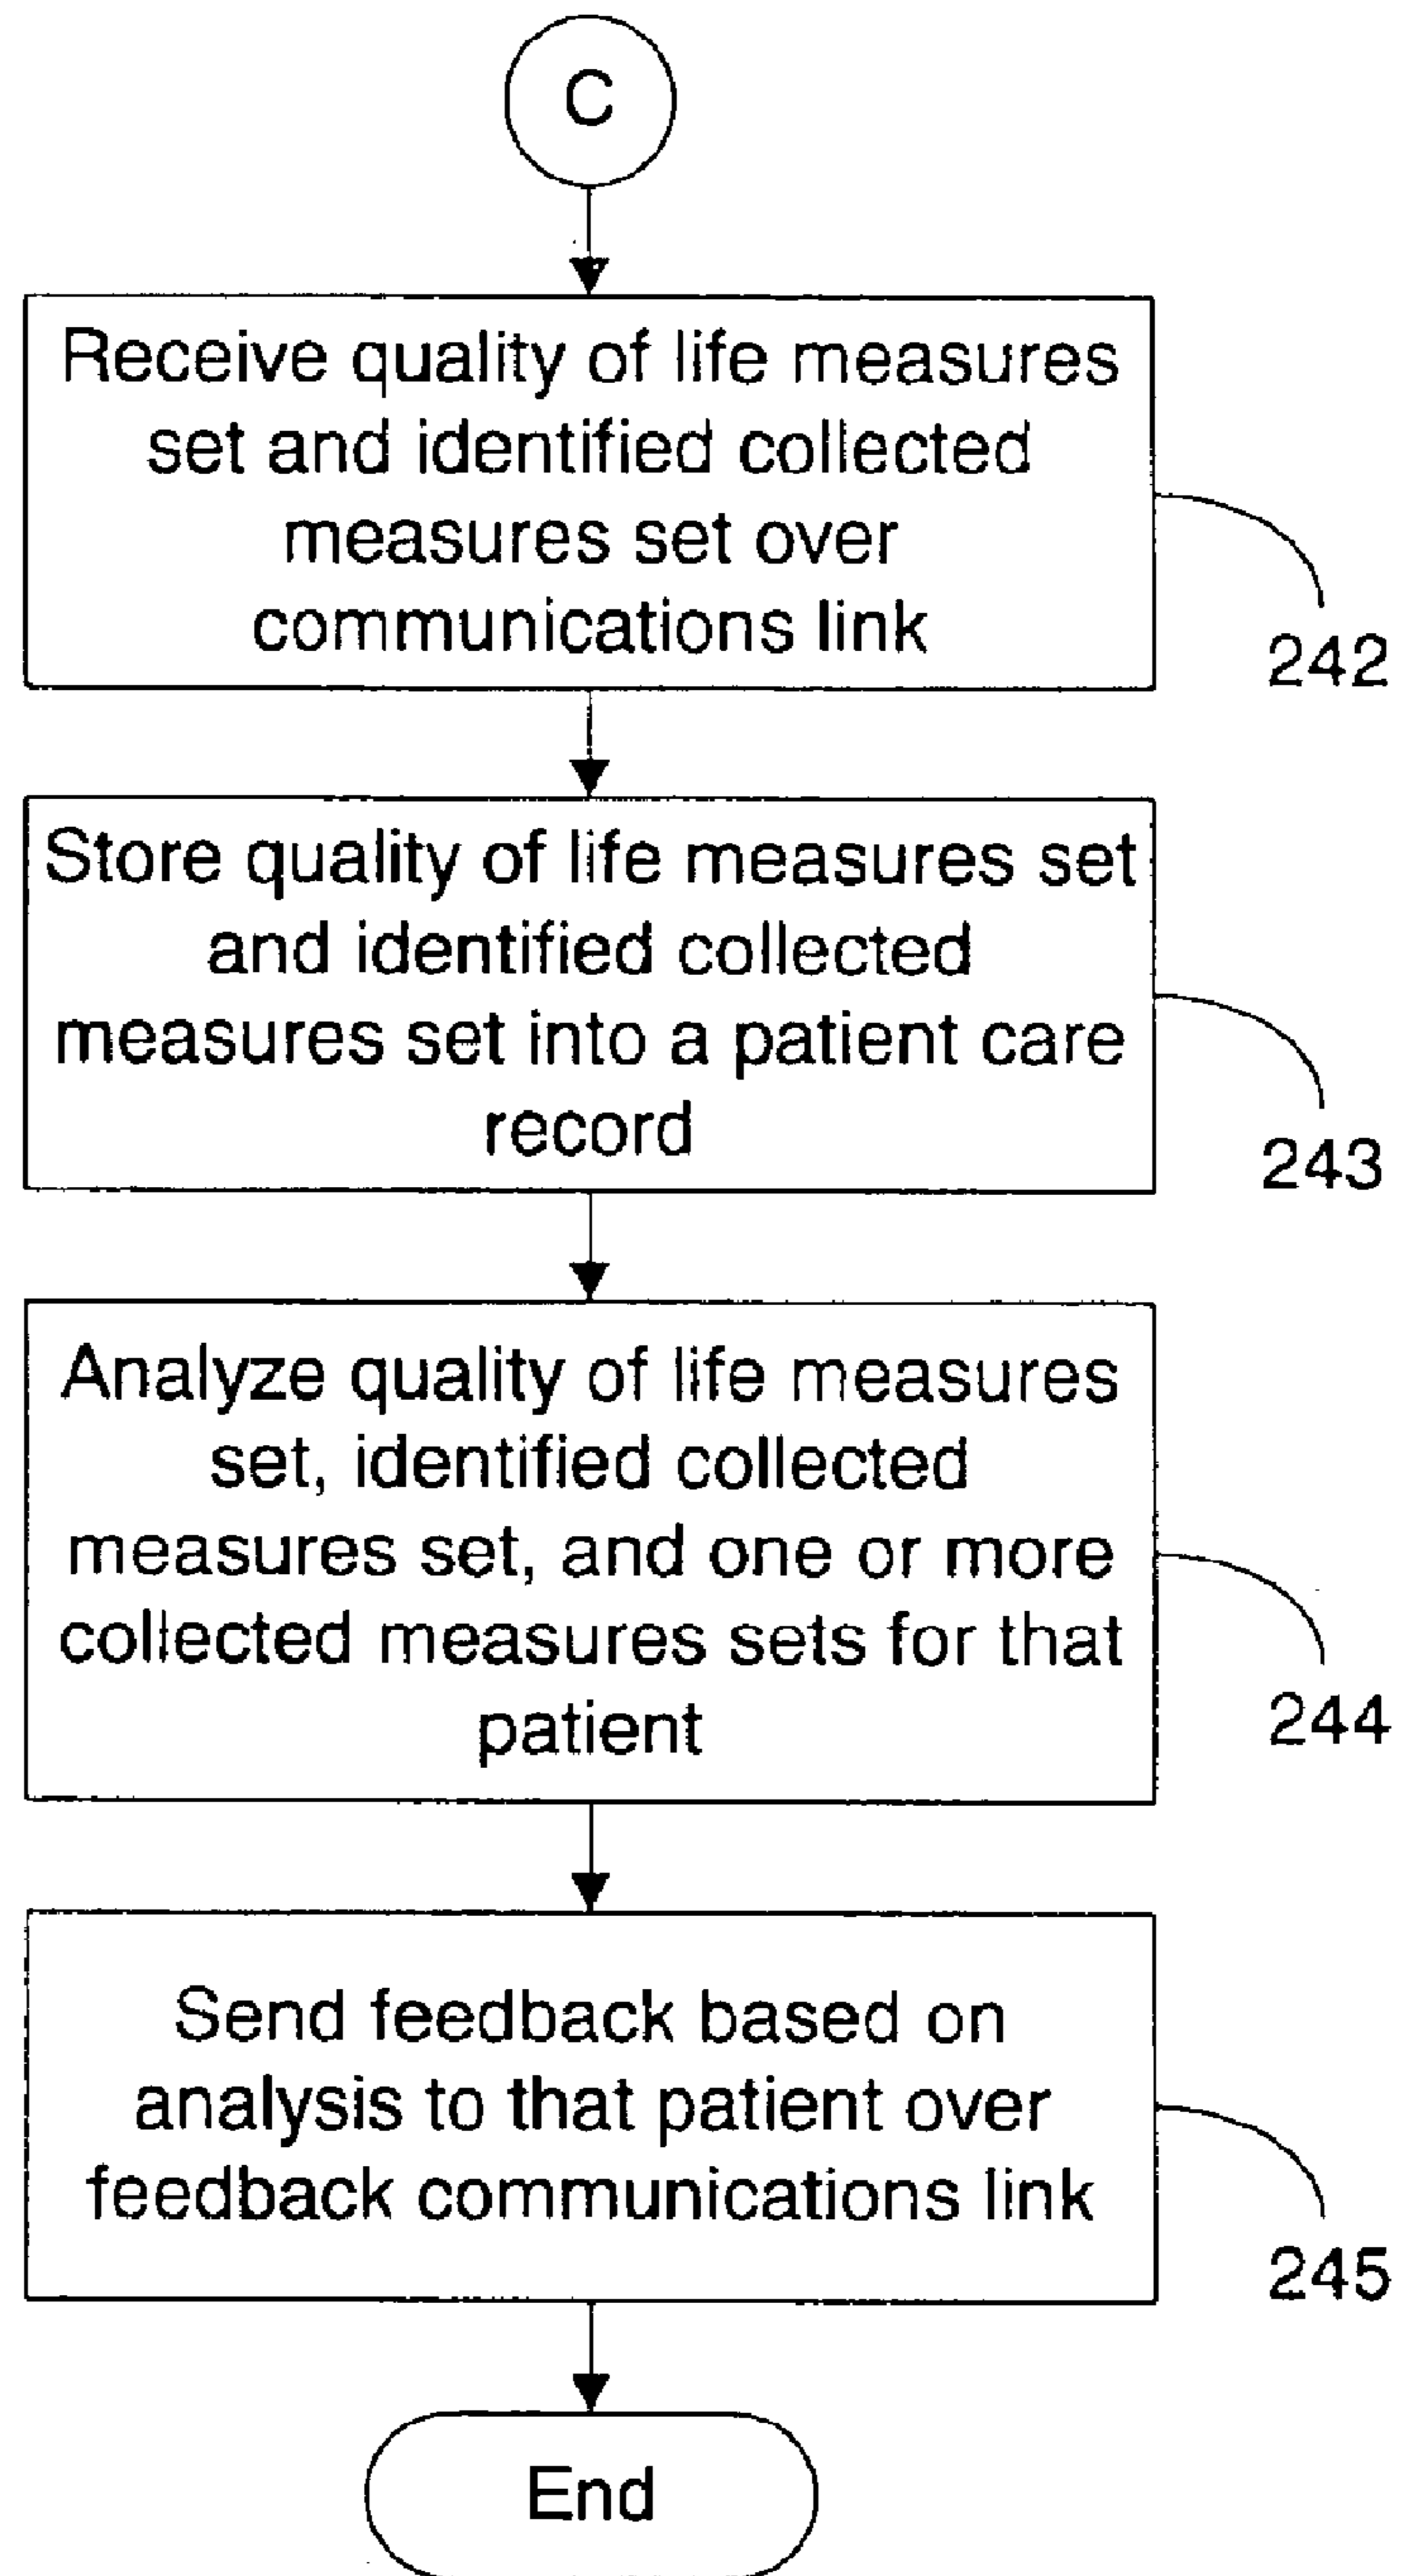 C
Receive quality of life measures
set and identified collected
measures set over
communications link
242
Store quality of life measures set
and identified collected
measures set into a patient care
record
243
Analyze quality of life measures
set, identified collected
measures set, and one or more
collected measures sets for that
patient
244
Send feedback based on
analysis to that patient over
feedback communications link
245
End